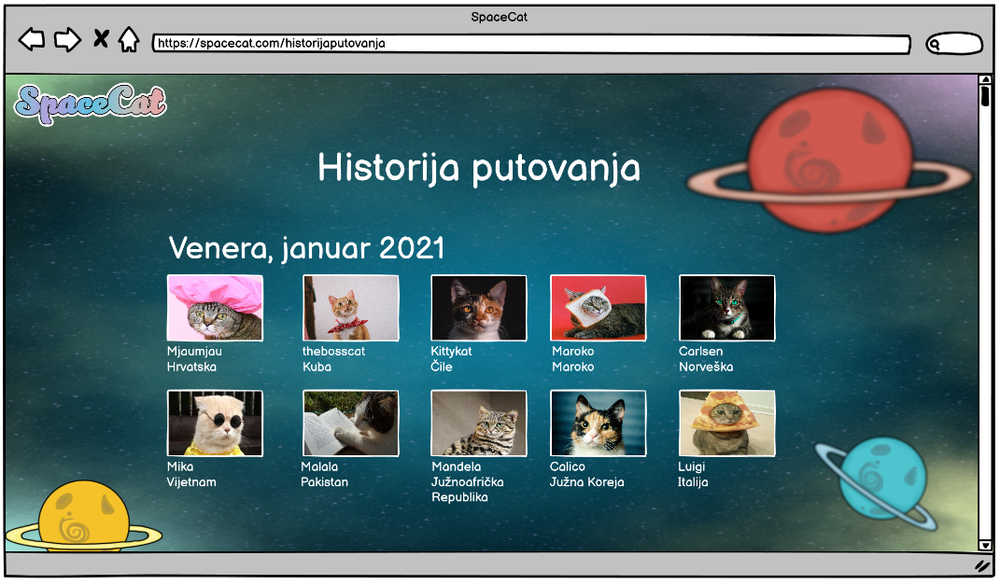 SpaceCat
https://spacecat.com/historijaputovanja
SpaceCat
Historija putovanja
Venera, januar 2021
Mjaumjau
Hrvatska
thebosscat
Kuba
Kittykat
Čile
Maroko
Maroko
Carlsen
Norveška
Mika
Vijetnam
Malala
Pakistan
Mandela
Južnoafrička
Republika
Calico
Južna Koreja
Luigi
Italija